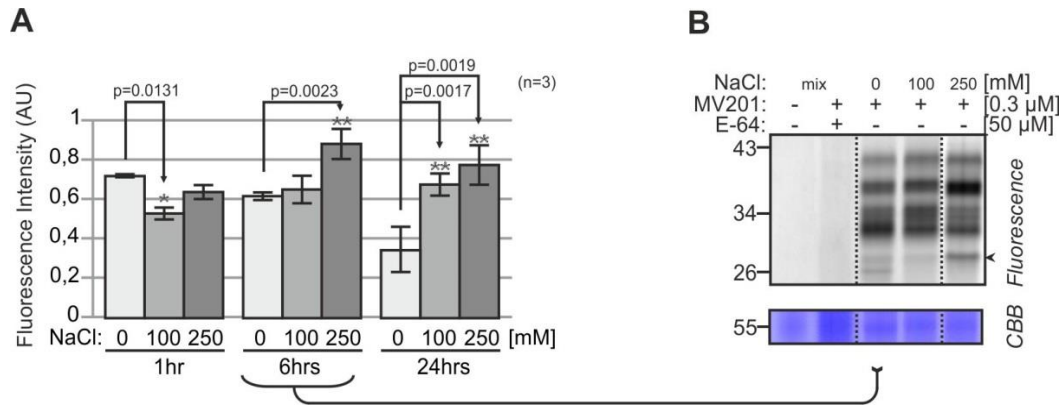 A
p=0.0131
p=0.0023
p=0.0019
p=0.0017
(n=3)
Fluorescence Intensity (AU)
1
0,8
0,6
0,4
0,2
0
*
**
**
**
NaCl: 0 100 250 0 100 250 0 100 250 [mM]
1hr 6hrs 24hrs
B
NaCl: mix 0 100 250 [mM]
MV201: - + + + + [0.3 µM]
E-64: - + - - - [50 µM]
43
34
26
Fluorescence
55
CBB